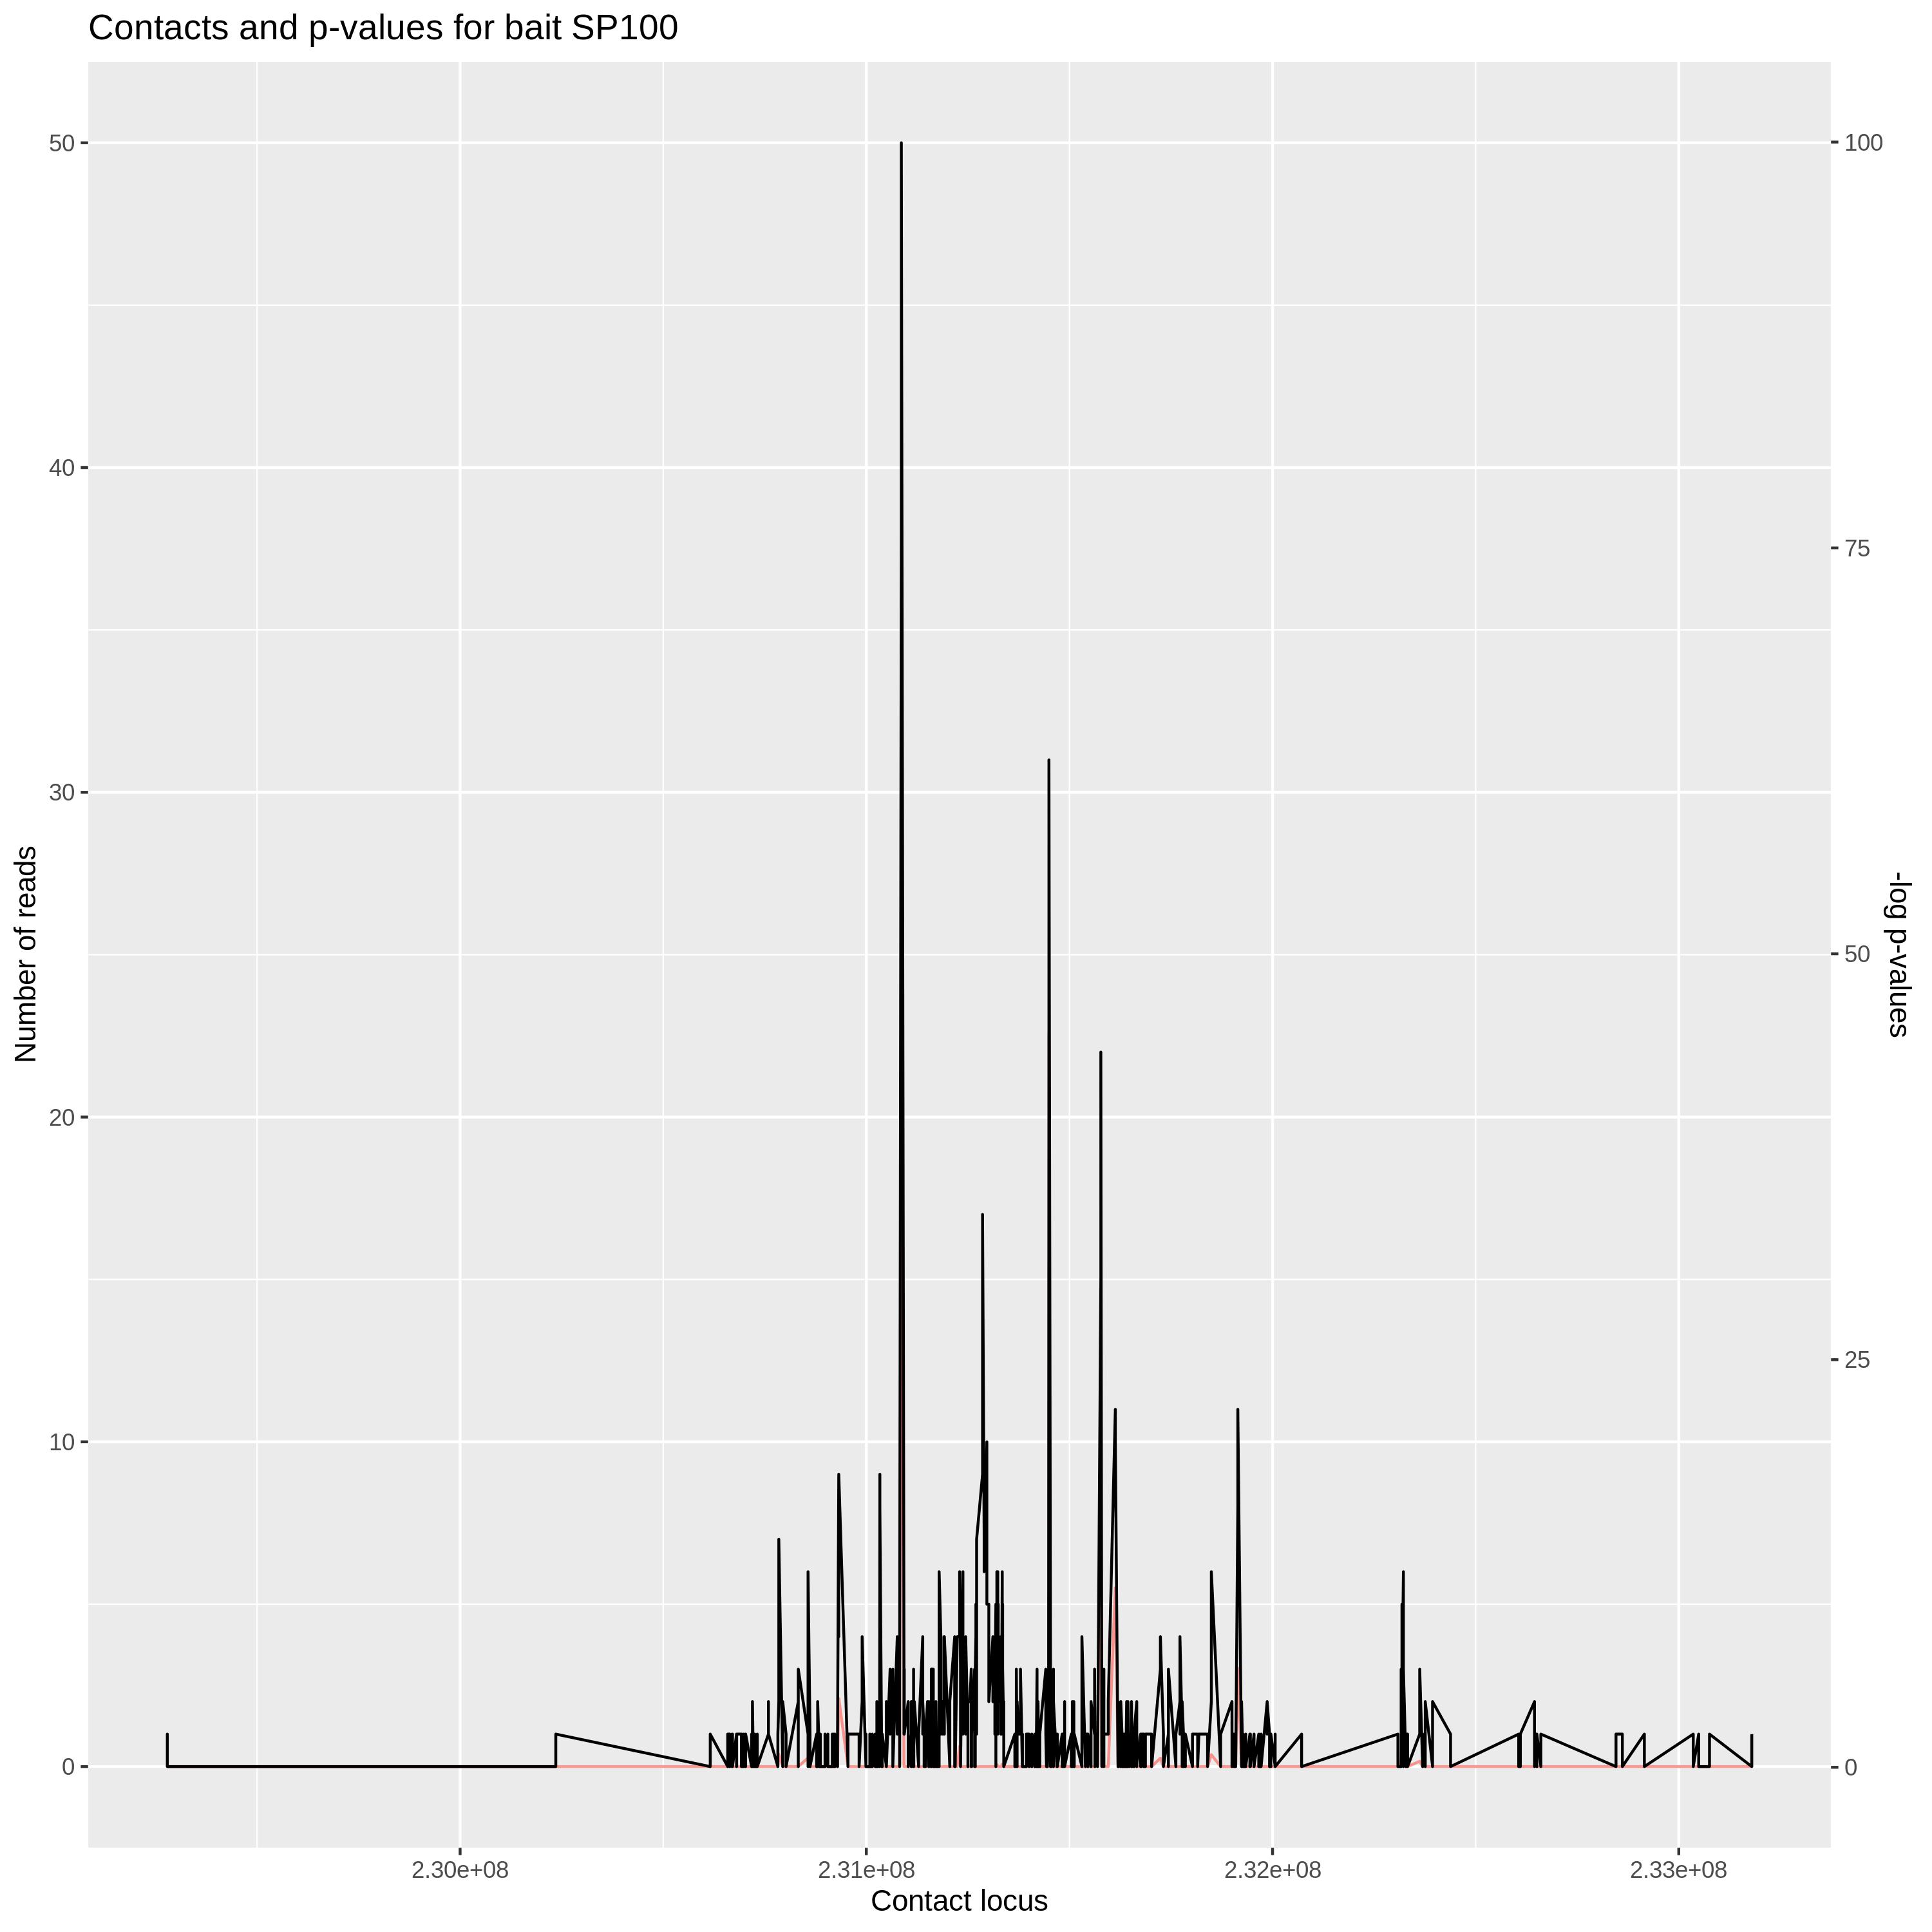 Contacts and p-values for bait SP100
50
40
30
20
10
0
Number of reads
100
75
50
25
0
-log p-values
2.30e+08
2.31e+08
2.32e+08
2.33e+08
Contact locus